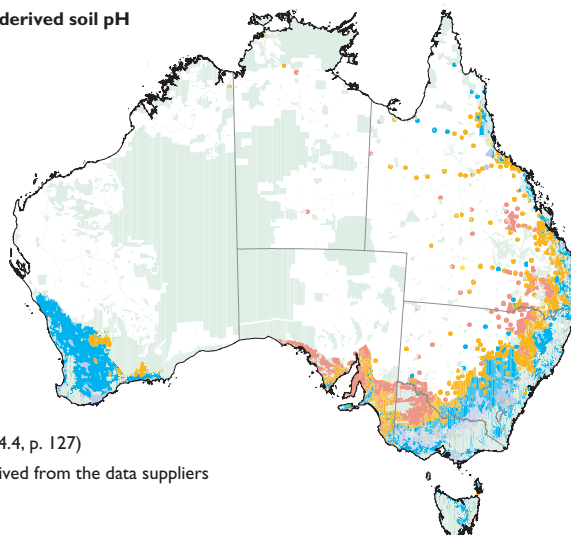 derived soil pH
4.4, p. 127)
ived from the data suppliers